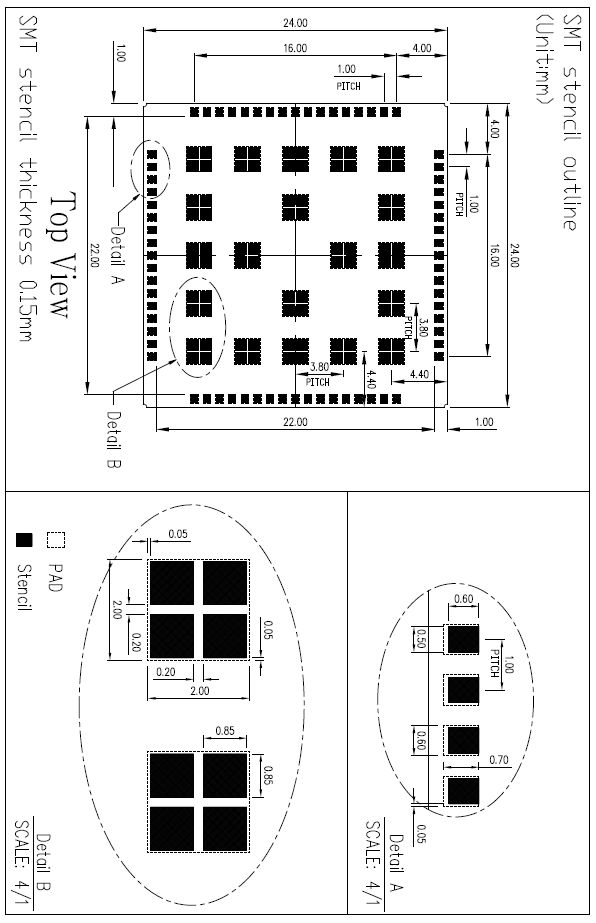 SMT stencil outline
(Unit:mm)
24.00
16.00
4.00
1.00
1.00
PITCH
4.00
1.00
PITCH
16.00
24.00
22.00
3.80
PITCH
3.80
PITCH
4.40
4.40
22.00
1.00
Detail A
Detail B
Top View
SMT stencil thickness 0.15mm
0.60
0.50
1.00
PITCH
0.60
0.70
0.05
Detail A
SCALE: 4/1
0.05
2.00
0.20
0.05
0.20
2.00
0.85
0.85
PAD
Stencil
Detail B
SCALE: 4/1